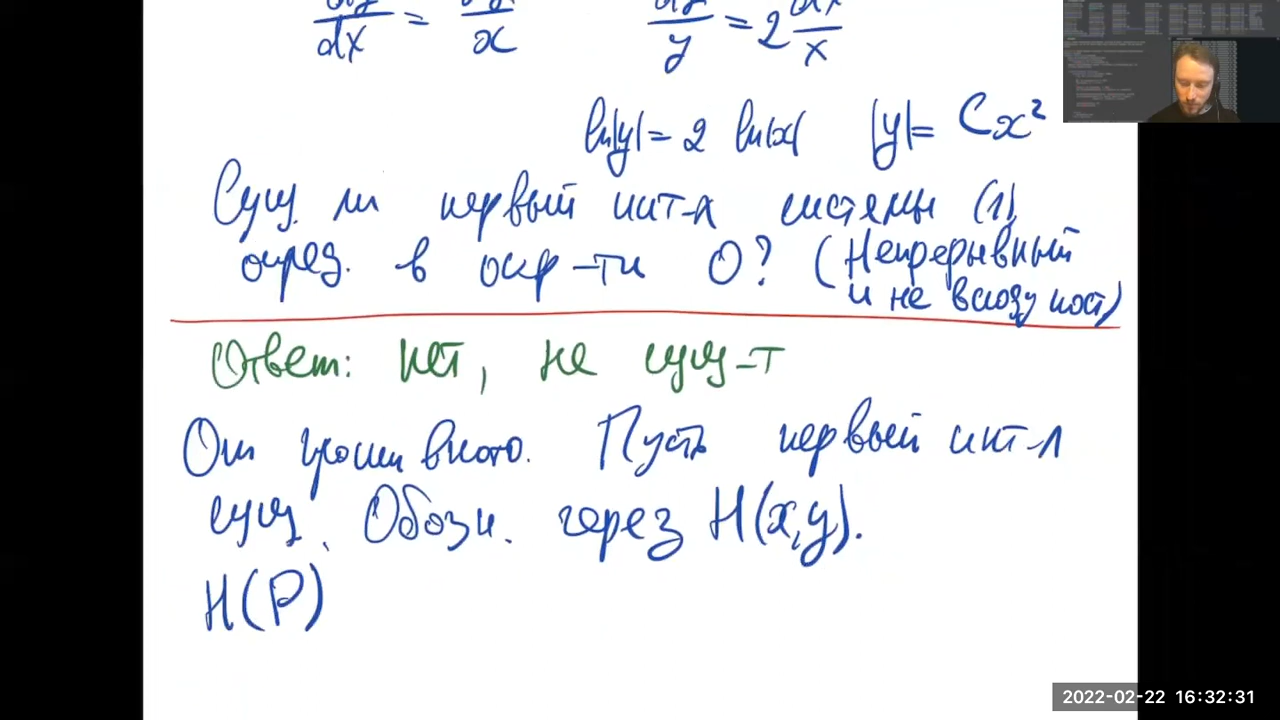 dy/dx = 2y/x    dy/y = 2 dx/x
ln|y| = 2 ln|x|    |y| = Cx²
Сущ. ли первый инт-л системы (1),
опред. в окр-ти O? (Непрерывный
и не всюду пост)
Ответ: нет, не сущ-т
От противного. Пусть первый инт-л
сущ. Обозн. через H(x,y).
H(P)
2022-02-22 16:32:31